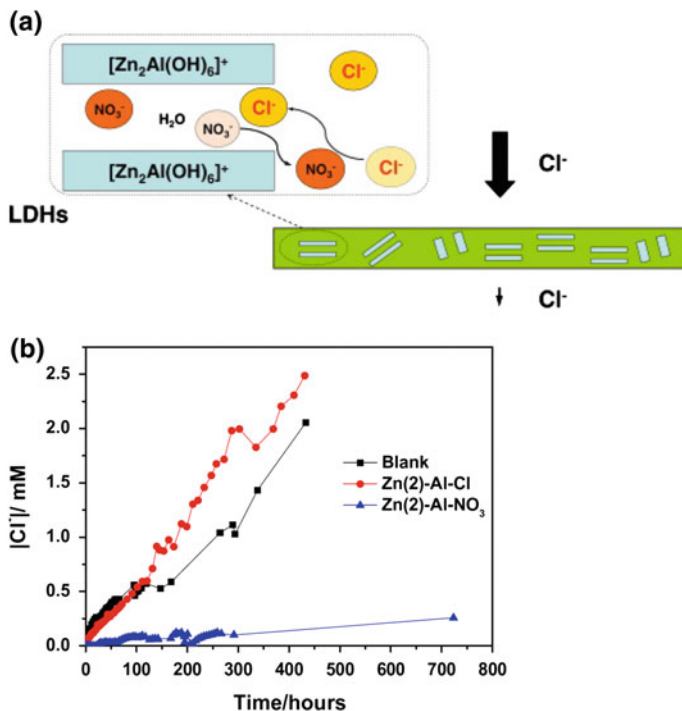 (a)
[Zn₂Al(OH)₆]⁺
Cl⁻
NO₃⁻
H₂O
Cl⁻
NO₃⁻
NO₃⁻
Cl⁻
[Zn₂Al(OH)₆]⁺
Cl⁻
LDHs
Cl⁻
(b)
2.5
2.0
1.5
1.0
0.5
0.0
|Cl⁻|/ mM
Blank
Zn(2)-Al-Cl
Zn(2)-Al-NO₃
0 100 200 300 400 500 600 700 800
Time/hours